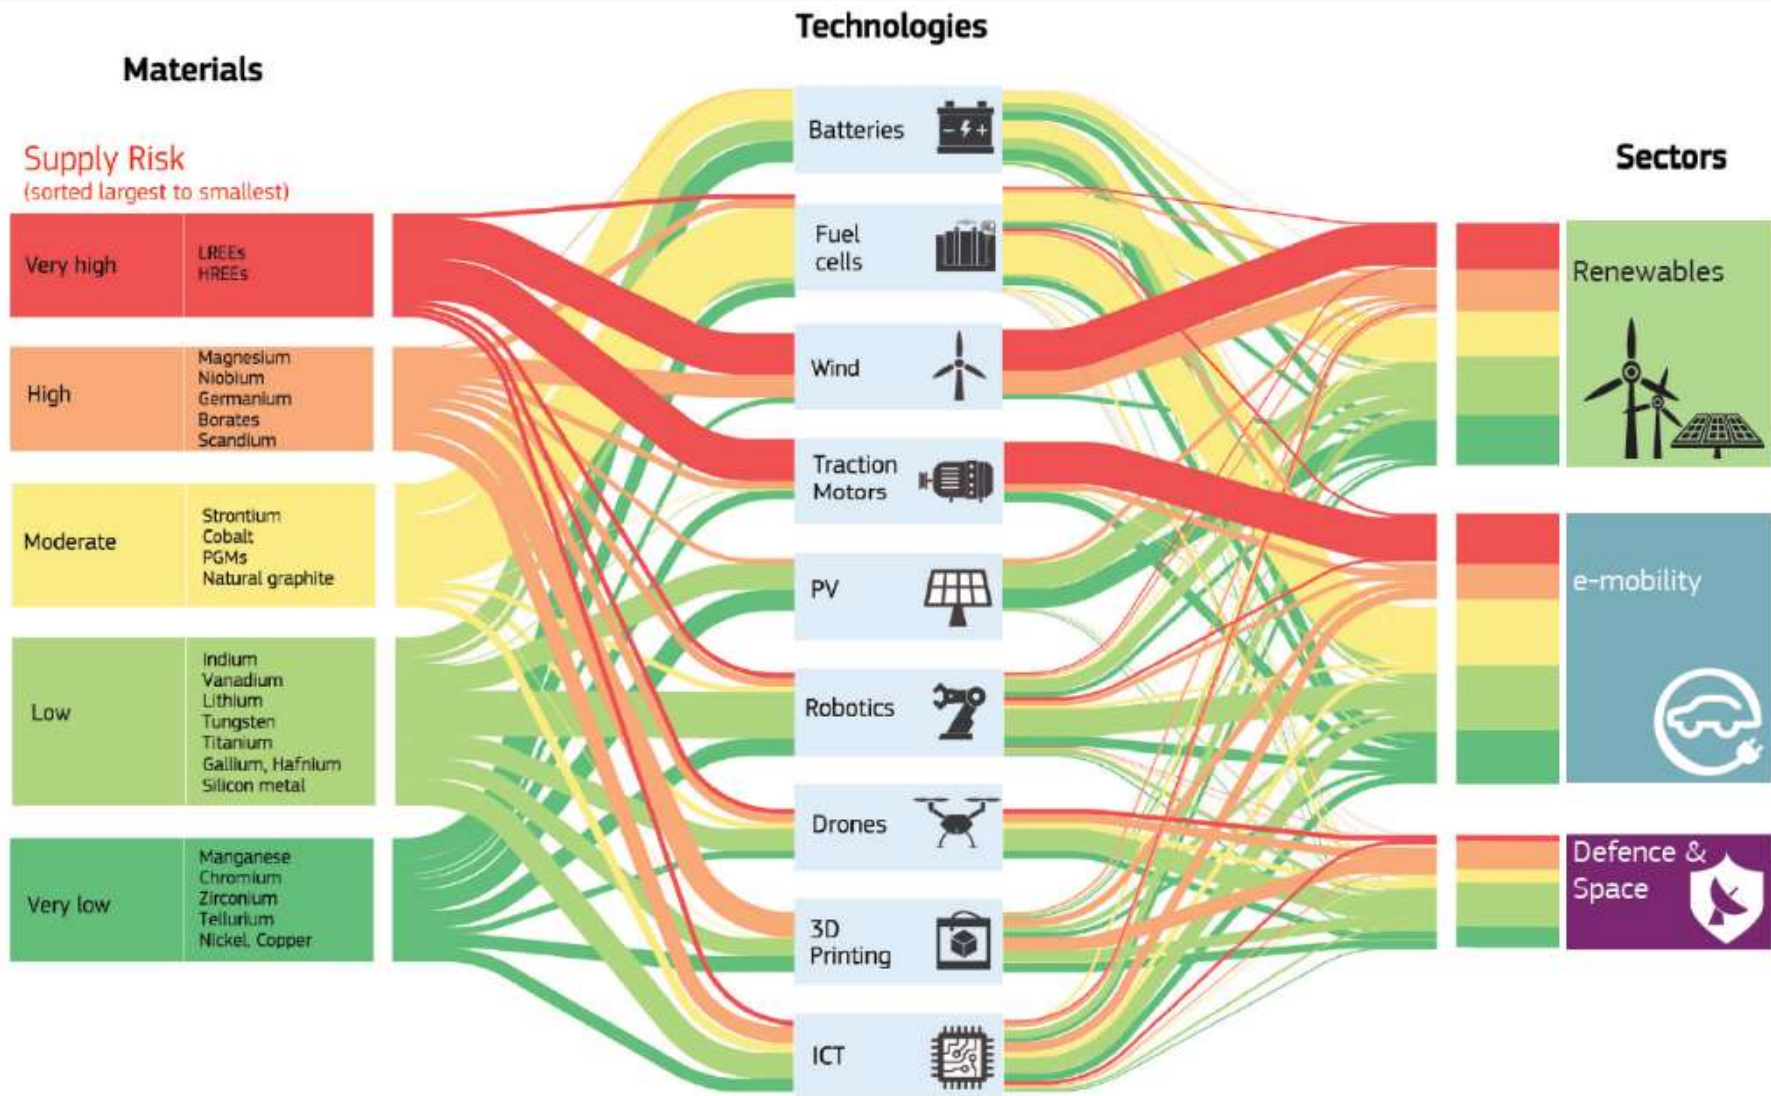 Technologies
Materials
Supply Risk
(sorted largest to smallest)
Sectors
Very high
LREEs
HREEs
High
Magnesium
Niobium
Germanium
Borates
Scandium
Moderate
Strontium
Cobalt
PGMs
Natural graphite
Low
Indium
Vanadium
Lithium
Tungsten
Titanium
Gallium, Hafnium
Silicon metal
Very low
Manganese
Chromium
Zirconium
Tellurium
Nickel, Copper
Batteries
Fuel
cells
Wind
Traction
Motors
PV
Robotics
Drones
3D
Printing
ICT
Renewables
e-mobility
Defence &
Space